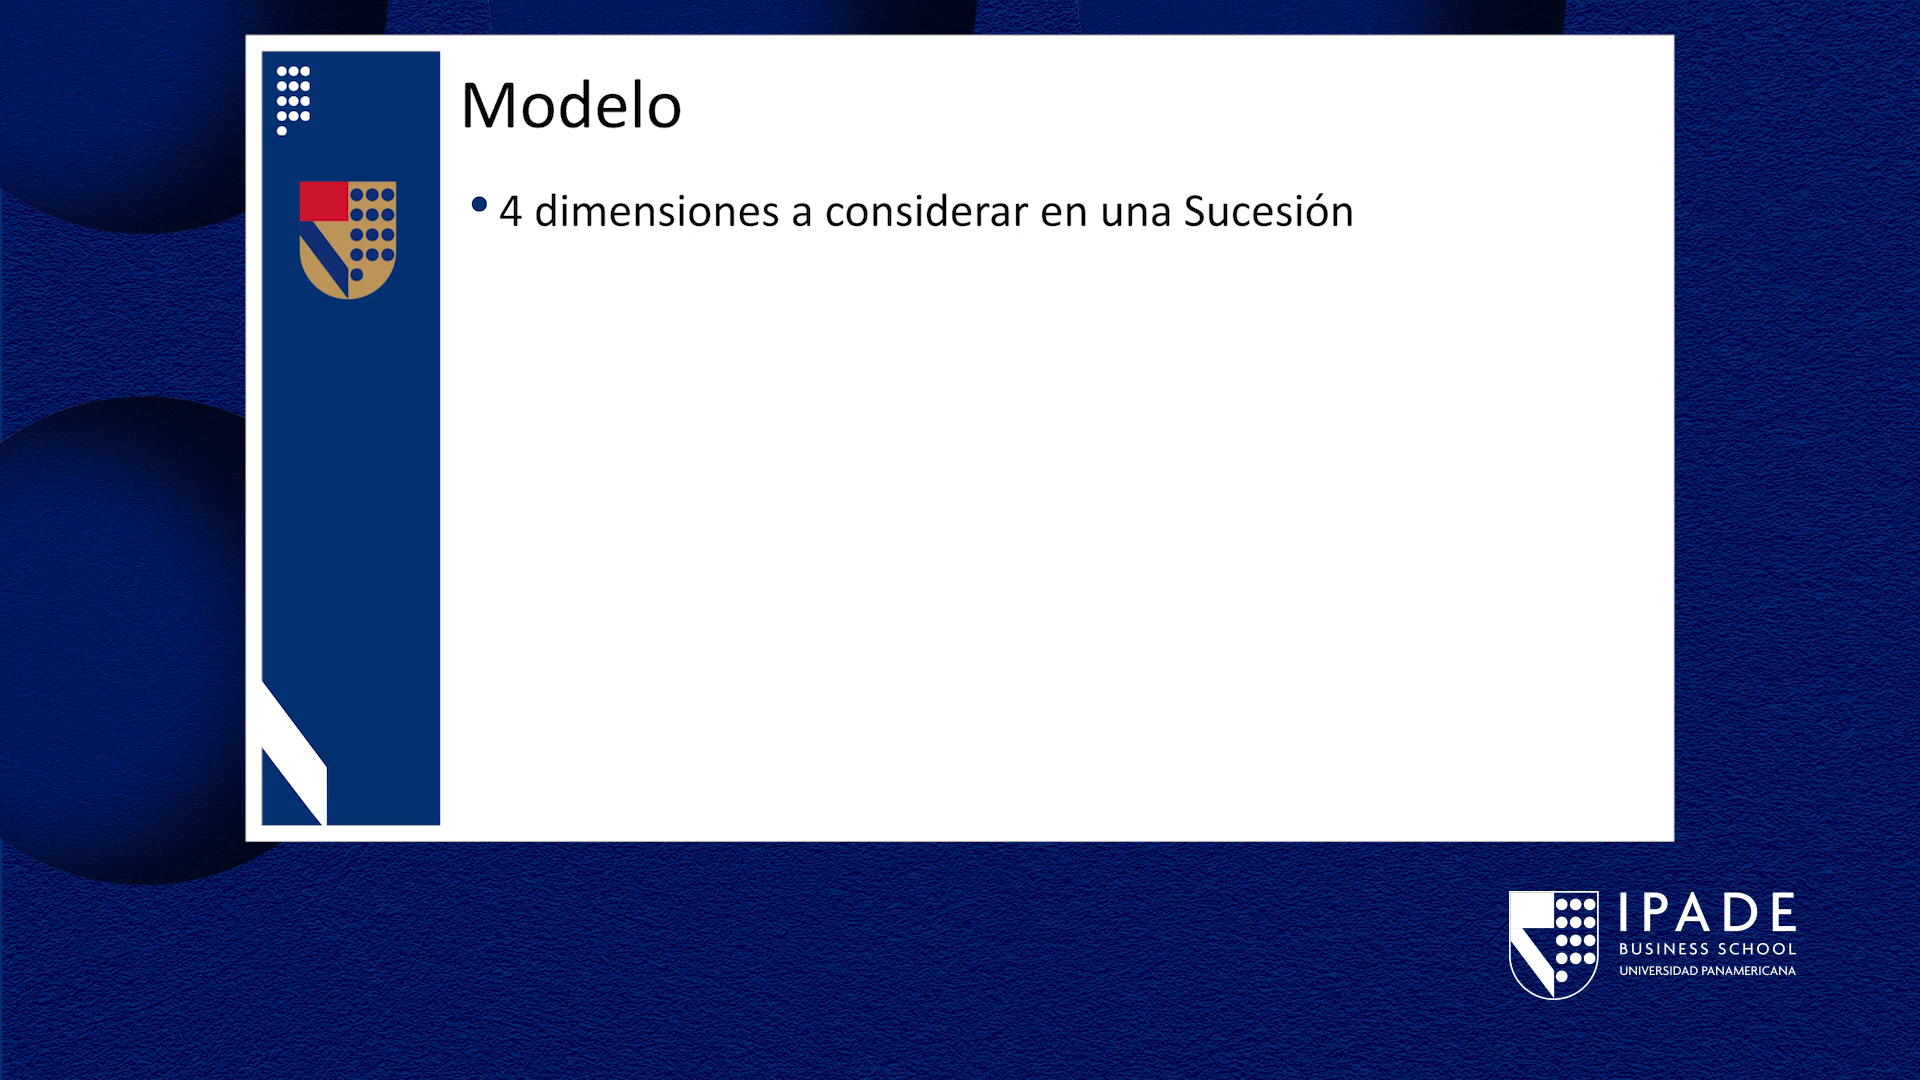 Modelo
• 4 dimensiones a considerar en una Sucesión
IPADE
BUSINESS SCHOOL
UNIVERSIDAD PANAMERICANA